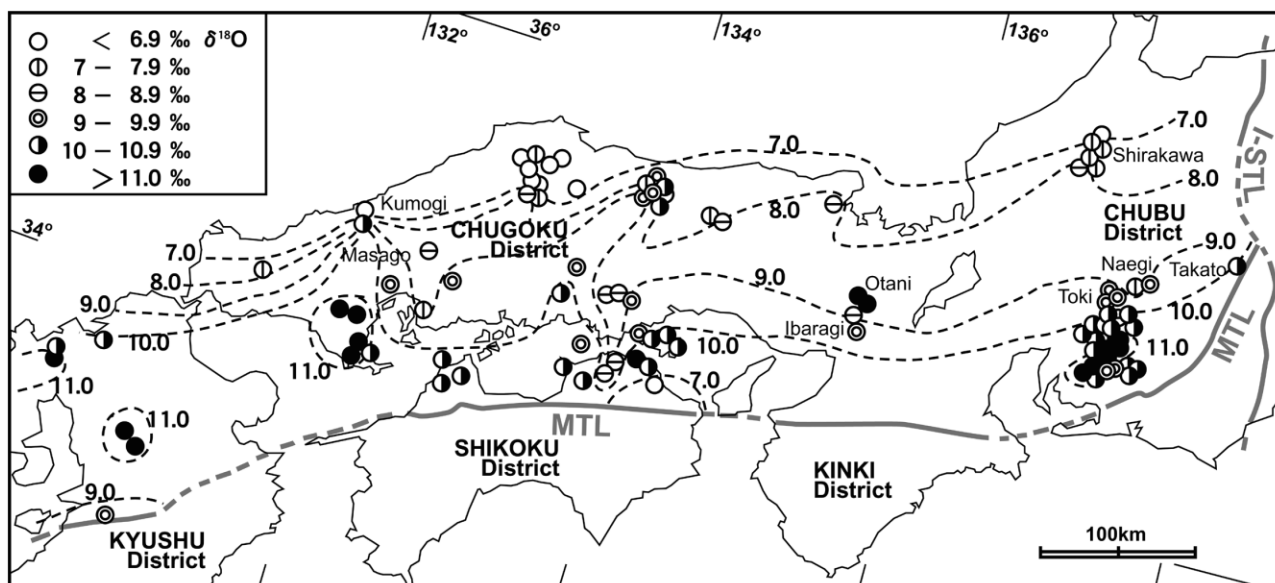 < 6.9 ‰ δ¹⁸O
7 – 7.9 ‰
8 – 8.9 ‰
9 – 9.9 ‰
10 – 10.9 ‰
> 11.0 ‰
132°
36°
134°
136°
34°
7.0
7.0
Shirakawa
I-STL
8.0
Kumogi
8.0
CHUGOKU
District
CHUBU
District
7.0
Masago
8.0
9.0
9.0
Otani
Naegi
Takato
9.0
Toki
10.0
Ibaragi
10.0
10.0
11.0
MTL
11.0
11.0
7.0
11.0
MTL
SHIKOKU
District
KINKI
District
9.0
KYUSHU
District
100km